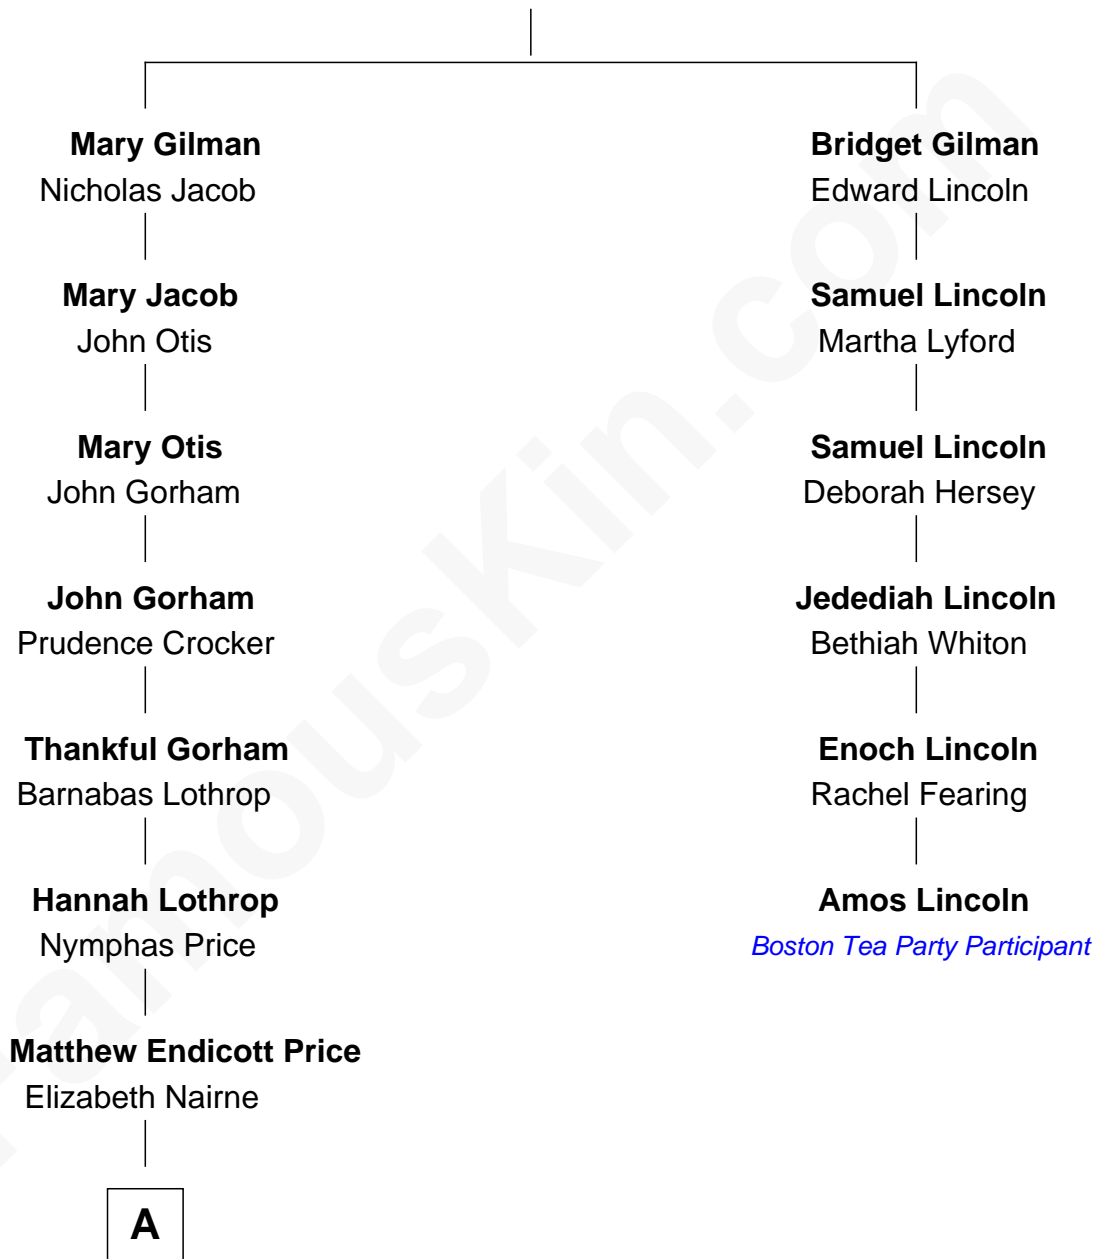 Mary Gilman
Nicholas Jacob
Bridget Gilman
Edward Lincoln
Mary Jacob
John Otis
Samuel Lincoln
Martha Lyford
Mary Otis
John Gorham
Samuel Lincoln
Deborah Hersey
John Gorham
Prudence Crocker
Jedediah Lincoln
Bethiah Whiton
Thankful Gorham
Barnabas Lothrop
Enoch Lincoln
Rachel Fearing
Hannah Lothrop
Nymphas Price
Amos Lincoln
Boston Tea Party Participant
Matthew Endicott Price
Elizabeth Nairne
A
FamousKin.com